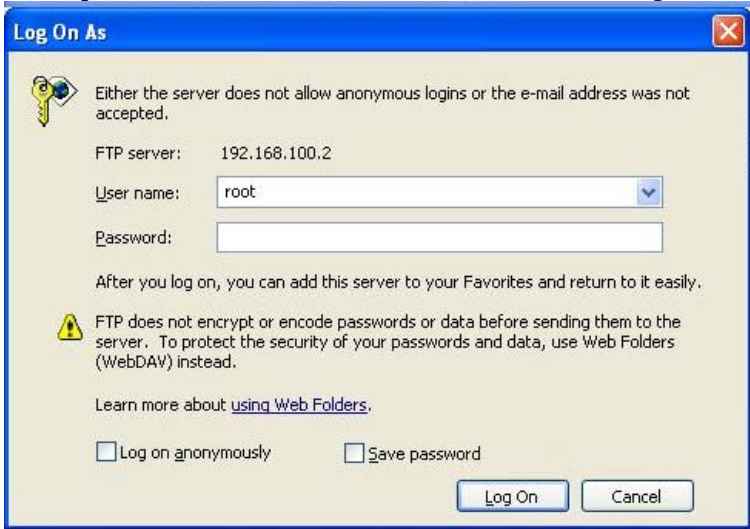 Log On As
Either the server does not allow anonymous logins or the e-mail address was not
accepted.
FTP server: 192.168.100.2
User name: root
Password:
After you log on, you can add this server to your Favorites and return to it easily.
FTP does not encrypt or encode passwords or data before sending them to the
server. To protect the security of your passwords and data, use Web Folders
(WebDAV) instead.
Learn more about using Web Folders.
Log on anonymously Save password
Log On Cancel